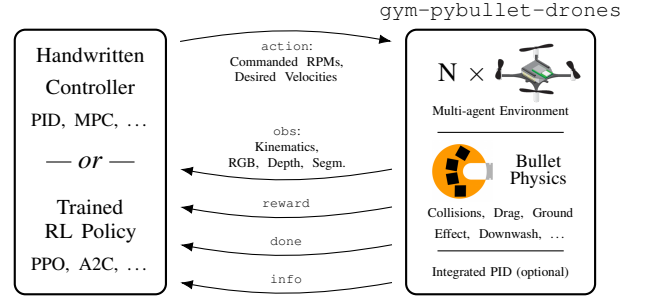 gym-pybullet-drones
Handwritten
Controller
PID, MPC, ...
— or —
Trained
RL Policy
PPO, A2C, ...
action:
Commanded RPMs,
Desired Velocities
obs:
Kinematics,
RGB, Depth, Segm.
reward
done
info
N ×
Multi-agent Environment
Bullet
Physics
Collisions, Drag, Ground
Effect, Downwash, ...
Integrated PID (optional)